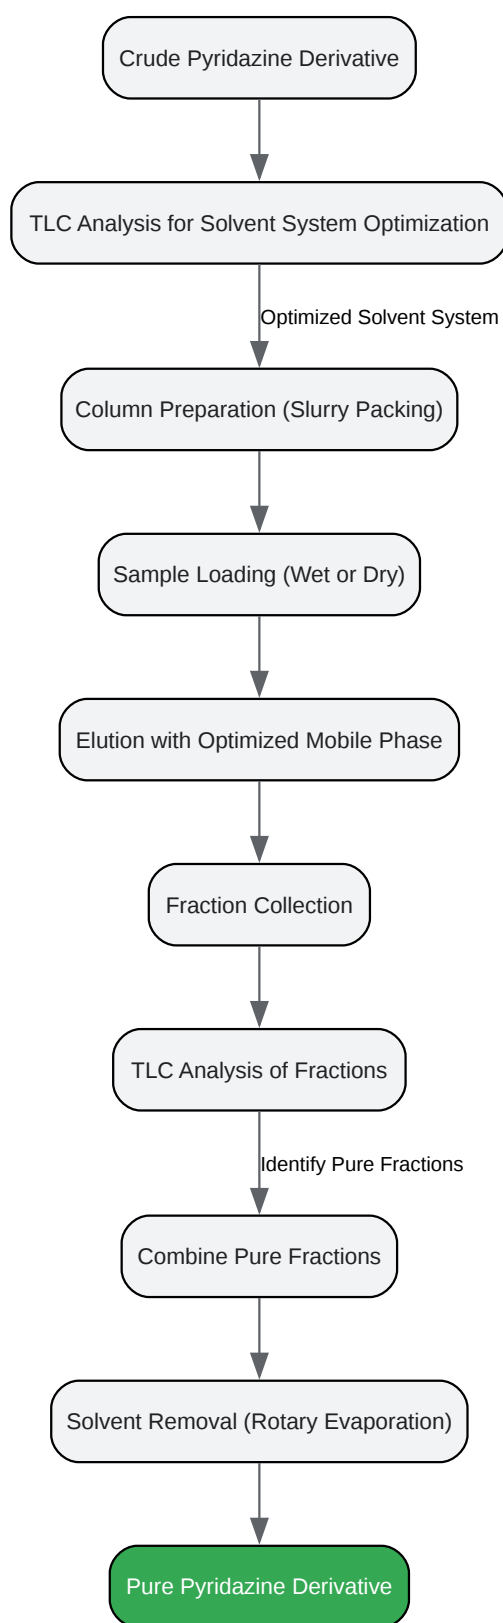 Crude Pyridazine Derivative
TLC Analysis for Solvent System Optimization
Optimized Solvent System
Column Preparation (Slurry Packing)
Sample Loading (Wet or Dry)
Elution with Optimized Mobile Phase
Fraction Collection
TLC Analysis of Fractions
Identify Pure Fractions
Combine Pure Fractions
Solvent Removal (Rotary Evaporation)
Pure Pyridazine Derivative